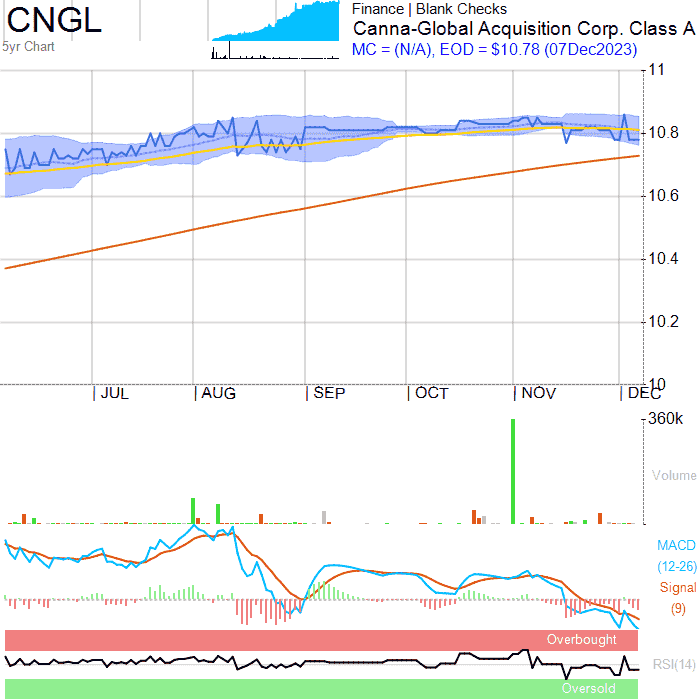 CNGL
5yr Chart
Finance | Blank Checks
Canna-Global Acquisition Corp. Class A
MC = (N/A), EOD = $10.78 (07Dec2023)
11
10.8
10.6
10.4
10.2
10
JUL
AUG
SEP
OCT
NOV
DEC
360k
Volume
MACD
(12-26)
Signal
(9)
Overbought
RSI(14)
Oversold